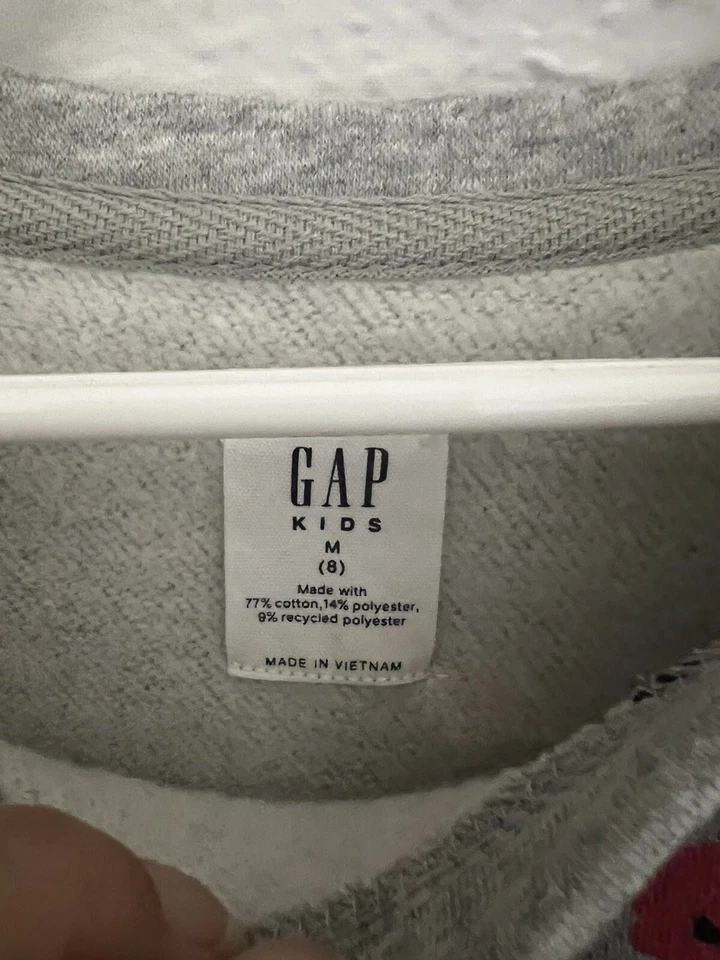 GAP
KIDS
M
(8)
Made with
77% cotton,14% polyester,
9% recycled polyester
MADE IN VIETNAM